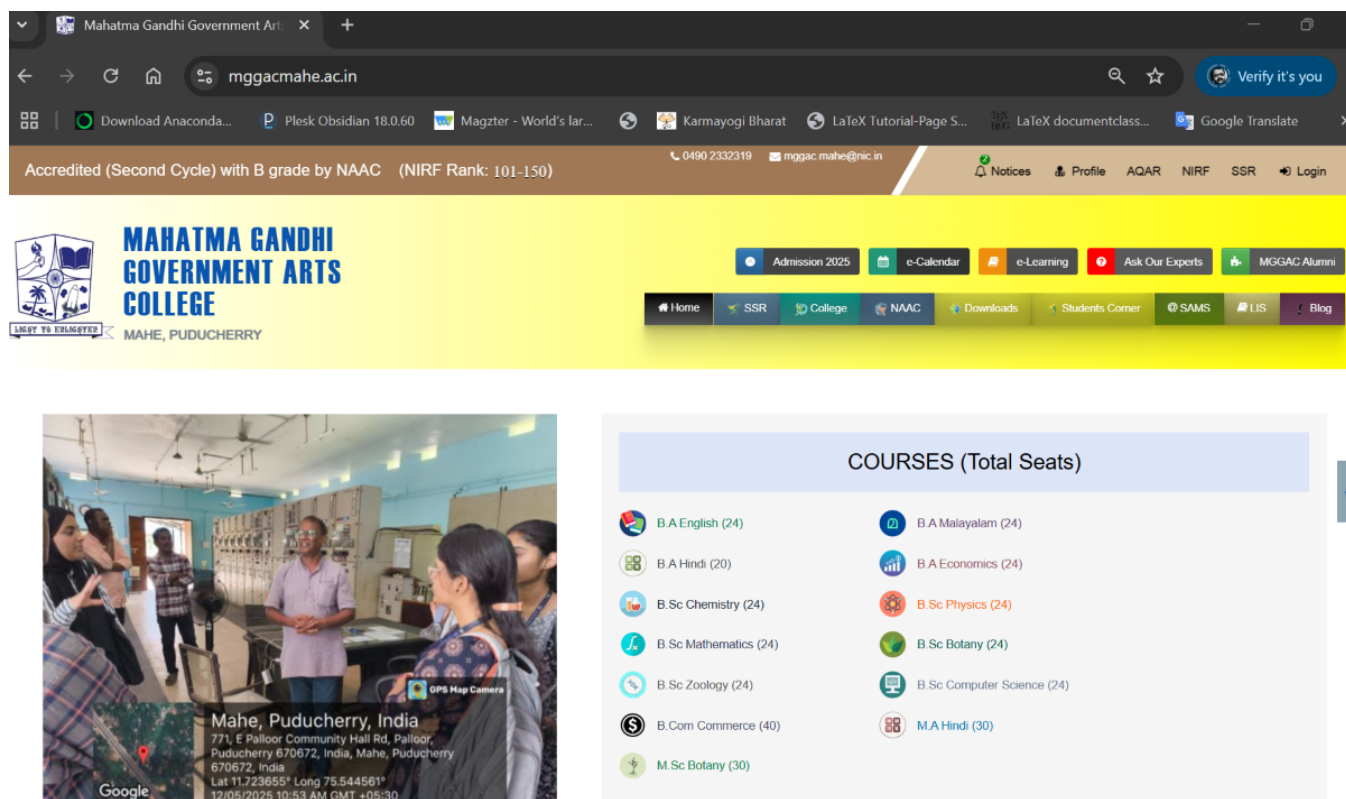 Mahatma Gandhi Government Art
mggacmahe.ac.in
Verify it's you
Download Anaconda... Plesk Obsidian 18.0.60 Magzter - World's lar... Karmayogi Bharat LaTeX Tutorial-Page S... LaTeX documentclass... Google Translate
Accredited (Second Cycle) with B grade by NAAC (NIRF Rank: 101-150)
0490 2332319 mggac.mahe@nic.in
Notices Profile AQAR NIRF SSR Login
MAHATMA GANDHI
GOVERNMENT ARTS
COLLEGE
MAHE, PUDUCHERRY
LIGHT TO ENLIGHTEN
Admission 2025 e-Calendar e-Learning Ask Our Experts MGGAC Alumni
Home SSR College NAAC Downloads Students Corner SAMS LIS Blog
GPS Map Camera
Mahe, Puducherry, India
771, E Palloor Community Hall Rd, Palloor,
Puducherry 670672, India, Mahe, Puducherry
670672, India
Lat 11.723655° Long 75.544561°
12/05/2025 10:53 AM GMT +05:30
Google
COURSES (Total Seats)
B.A English (24) B.A Malayalam (24)
B.A Hindi (20) B.A Economics (24)
B.Sc Chemistry (24) B.Sc Physics (24)
B.Sc Mathematics (24) B.Sc Botany (24)
B.Sc Zoology (24) B.Sc Computer Science (24)
B.Com Commerce (40) M.A Hindi (30)
M.Sc Botany (30)